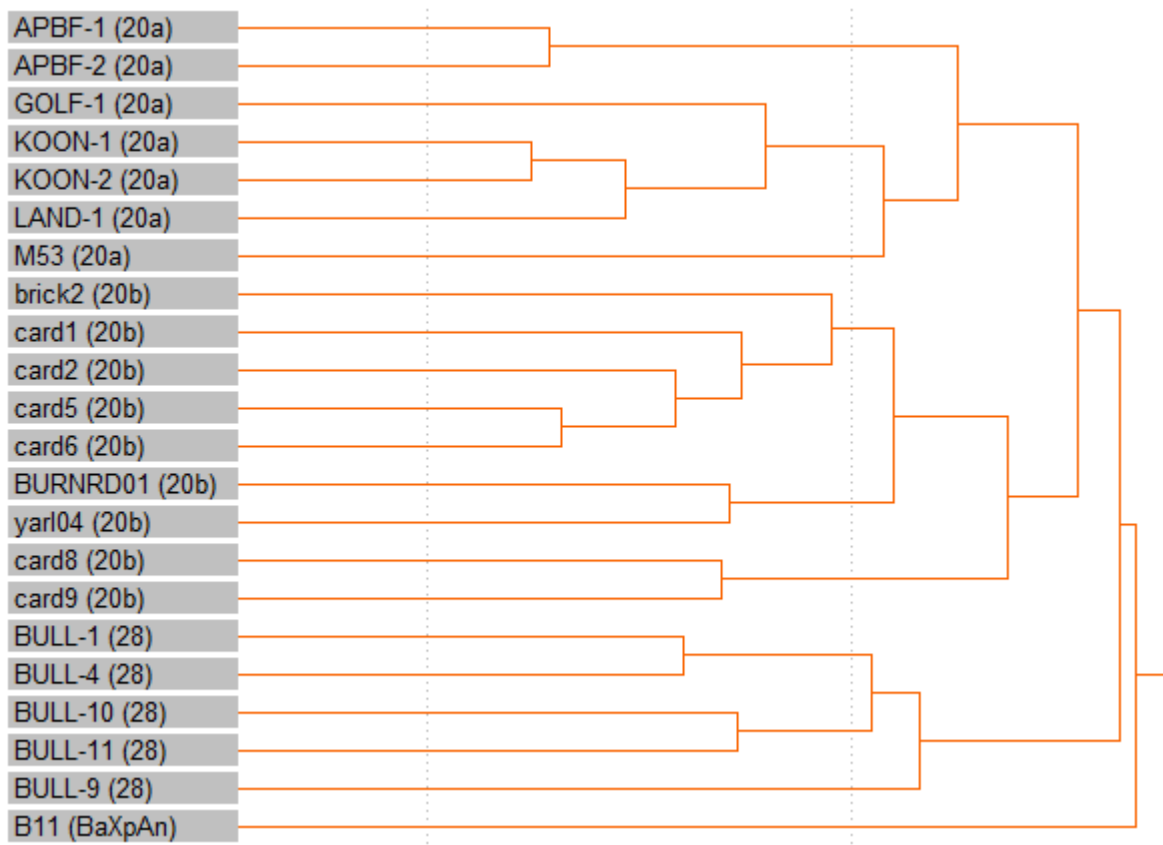 APBF-1 (20a)
APBF-2 (20a)
GOLF-1 (20a)
KOON-1 (20a)
KOON-2 (20a)
LAND-1 (20a)
M53 (20a)
brick2 (20b)
card1 (20b)
card2 (20b)
card5 (20b)
card6 (20b)
BURNRD01 (20b)
yarl04 (20b)
card8 (20b)
card9 (20b)
BULL-1 (28)
BULL-4 (28)
BULL-10 (28)
BULL-11 (28)
BULL-9 (28)
B11 (BaXpAn)